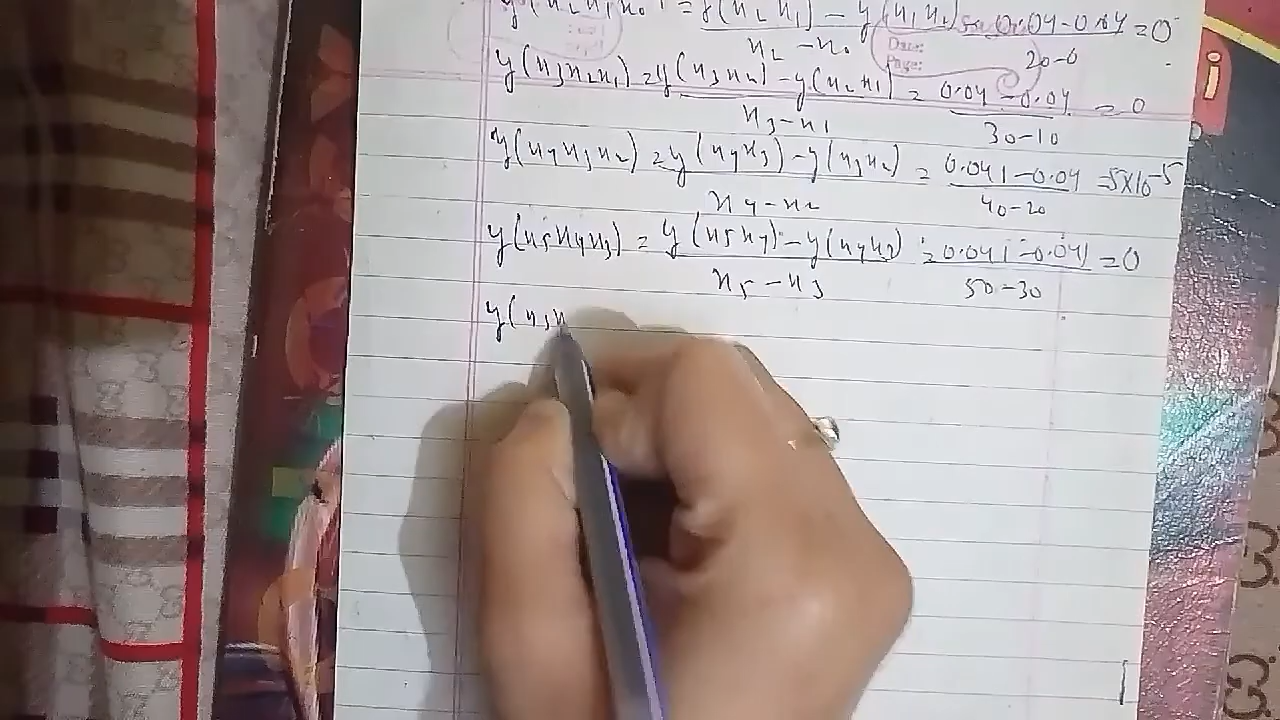 y(x₂x₁x₀) = y(x₂x₁) − y(x₁x₀) = 0.04-0.04 = 0
x₂ − x₀ 20-0
Date:
Page:
y(x₃x₂x₁) = y(x₃x₂) − y(x₂x₁) = 0.04 − 0.04 = 0
x₃ − x₁ 30-10
y(x₄x₃x₂) = y(x₄x₃) − y(x₃x₂) = 0.041 − 0.04 = 5×10⁻⁵
x₄ − x₂ 40-20
y(x₅x₄x₃) = y(x₅x₄) − y(x₄x₃) = 0.041 − 0.041 = 0
x₅ − x₃ 50-30
y(x₃x
i